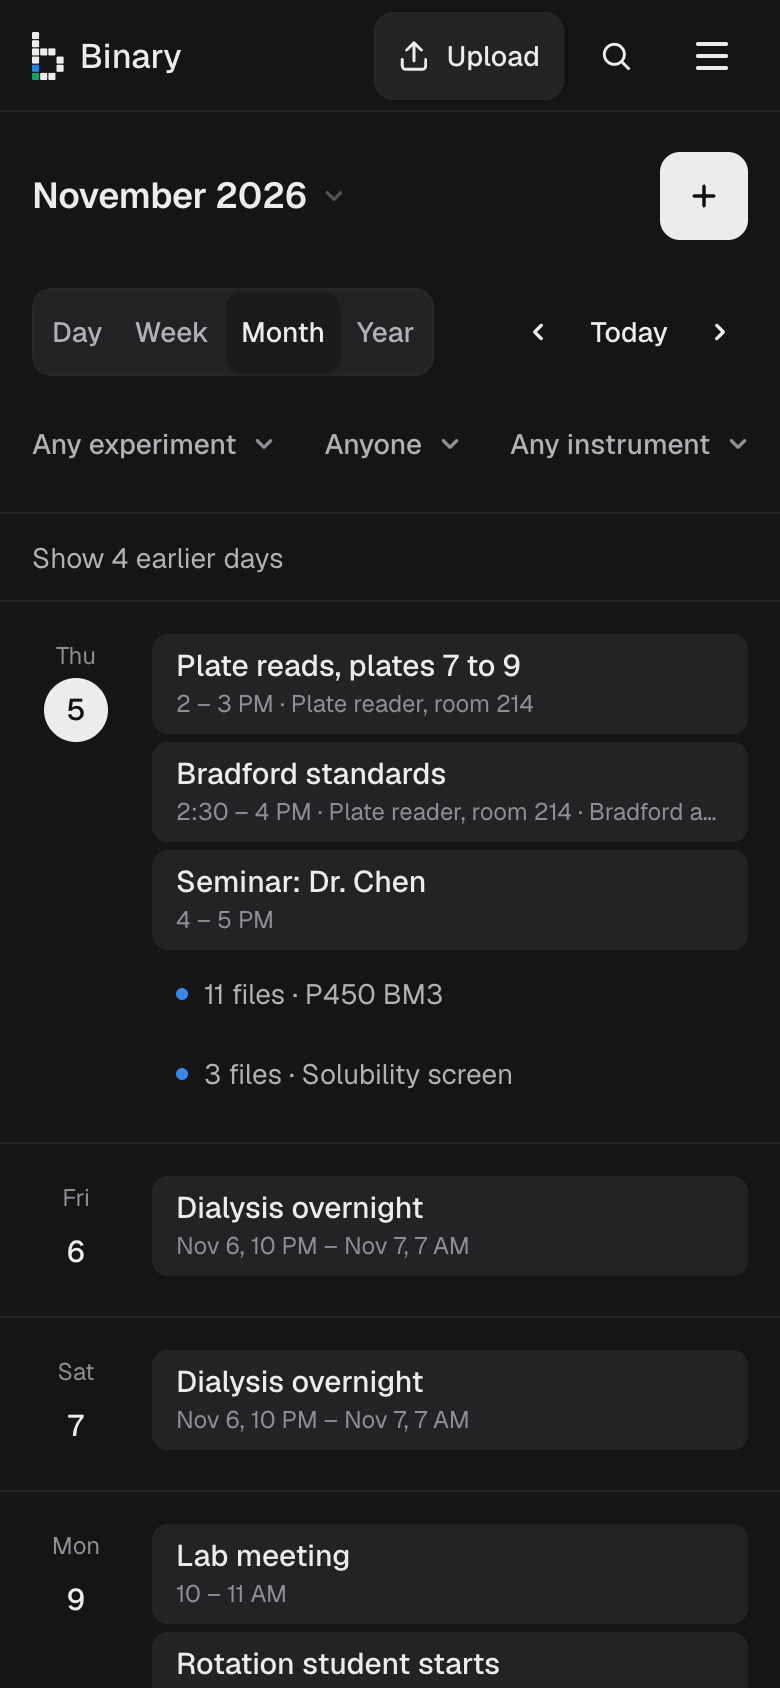 Binary
Upload
November 2026
Day Week Month Year
Today
Any experiment Anyone Any instrument
Show 4 earlier days
Thu
5
Plate reads, plates 7 to 9
2 – 3 PM · Plate reader, room 214
Bradford standards
2:30 – 4 PM · Plate reader, room 214 · Bradford a...
Seminar: Dr. Chen
4 – 5 PM
11 files · P450 BM3
3 files · Solubility screen
Fri
6
Dialysis overnight
Nov 6, 10 PM – Nov 7, 7 AM
Sat
7
Dialysis overnight
Nov 6, 10 PM – Nov 7, 7 AM
Mon
9
Lab meeting
10 – 11 AM
Rotation student starts